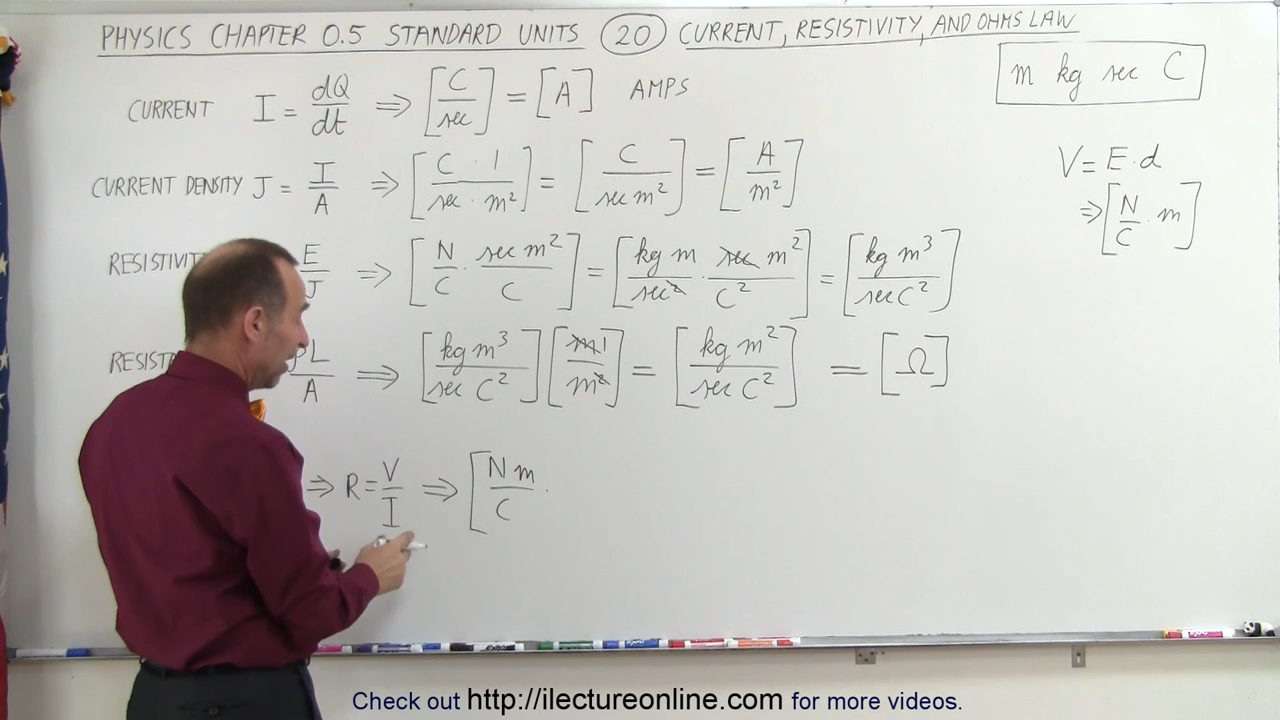 PHYSICS CHAPTER 0.5 STANDARD UNITS (20) CURRENT, RESISTIVITY, AND OHMS LAW
m kg sec C
CURRENT I = dQ/dt ⇒ [C/sec] = [A] AMPS
CURRENT DENSITY J = I/A ⇒ [C · 1/sec · m²] = [C/sec m²] = [A/m²]
V = E · d
⇒ [N/C · m]
RESISTIVIT E/J ⇒ [N/C · sec m²/C] = [kg m/sec² · sec m²/C²] = [kg m³/sec C²]
RESIST ρL/A ⇒ [kg m³/sec C²] [m 1/m²] = [kg m²/sec C²] = [Ω]
⇒ R = V/I ⇒ [N m/C ·
Check out http://ilectureonline.com for more videos.